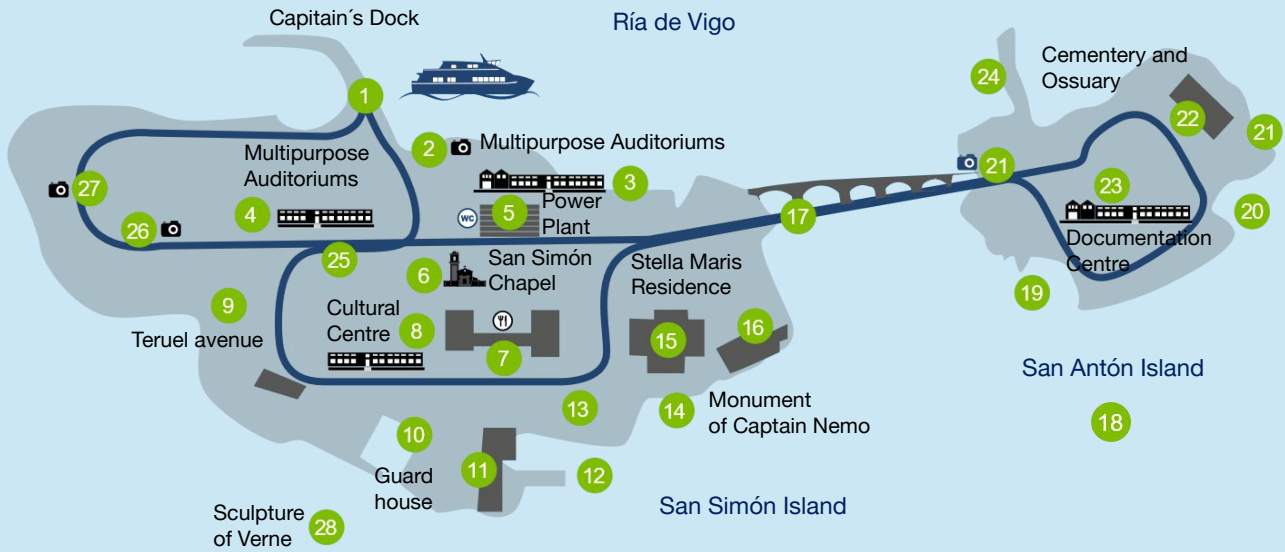 Capitain´s Dock
Ría de Vigo
1
Cementery and
Ossuary
24
22
21
2
Multipurpose Auditoriums
Multipurpose
Auditoriums
27
3
21
23
4
WC
5
Power
Plant
17
20
26
Documentation
Centre
25
6
San Simón
Chapel
Stella Maris
Residence
19
9
Teruel avenue
Cultural
Centre
8
7
15
16
San Antón Island
18
13
14
Monument
of Captain Nemo
10
Guard
house
11
12
San Simón Island
Sculpture
of Verne
28